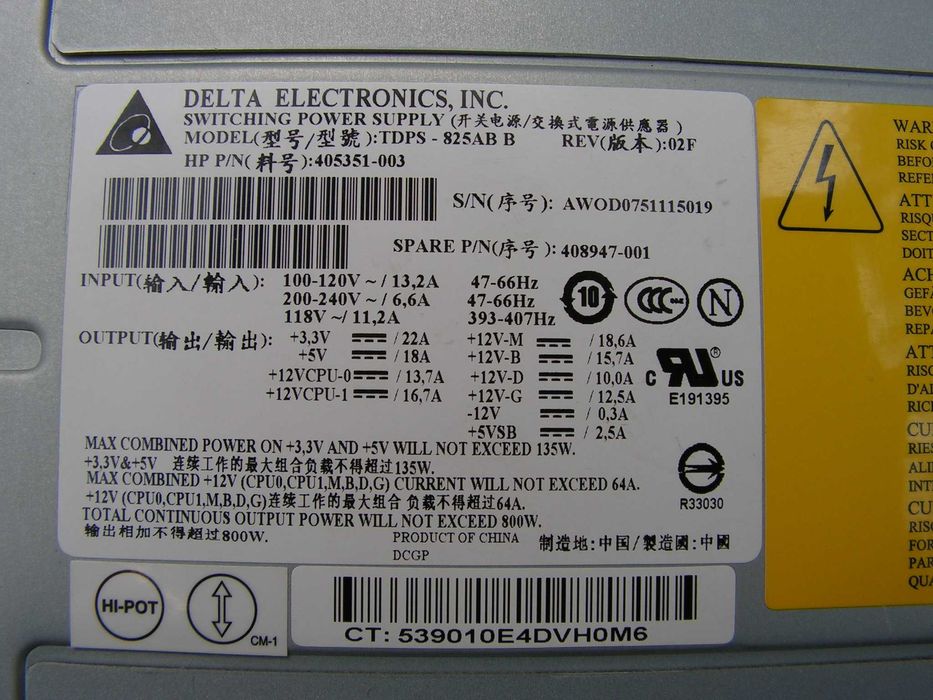 DELTA ELECTRONICS, INC.
SWITCHING POWER SUPPLY (开关电源/交換式電源供應器)
MODEL(型号/型號):TDPS - 825AB B REV(版本):02F
HP P/N(料号):405351-003
S/N(序号): AWOD0751115019
SPARE P/N(序号):408947-001
INPUT(输入/輸入): 100-120V ~ / 13,2A 47-66Hz
200-240V ~ / 6,6A 47-66Hz
118V ~/ 11,2A 393-407Hz
10
CCC
N
OUTPUT(输出/輸出): +3,3V / 22A +12V-M / 18,6A
+5V / 18A +12V-B / 15,7A
+12VCPU-0 / 13,7A +12V-D / 10,0A
+12VCPU-1 / 16,7A +12V-G / 12,5A
-12V / 0,3A
+5VSB / 2,5A
C RU ® US
E191395
MAX COMBINED POWER ON +3,3V AND +5V WILL NOT EXCEED 135W.
+3,3V&+5V 连续工作的最大组合负载不得超过135W.
MAX COMBINED +12V (CPU0,CPU1,M,B,D,G) CURRENT WILL NOT EXCEED 64A.
+12V (CPU0,CPU1,M,B,D,G)连续工作的最大组合 负载不得超过64A.
TOTAL CONTINUOUS OUTPUT POWER WILL NOT EXCEED 800W.
输出相加不得超过800W.
R33030
PRODUCT OF CHINA 制造地:中国/製造國:中國
DCGP
HI-POT
CM-1
CT: 539010E4DVH0M6
WAR
RISK
BEFO
REFE
ATT
RISQ
SECT
DOIT
ACH
GEFA
BEVO
REPA
ATT
RISC
D'AL
RICH
CU
RIES
ALI
INT
CU
RISC
FOR
PAR
QUA